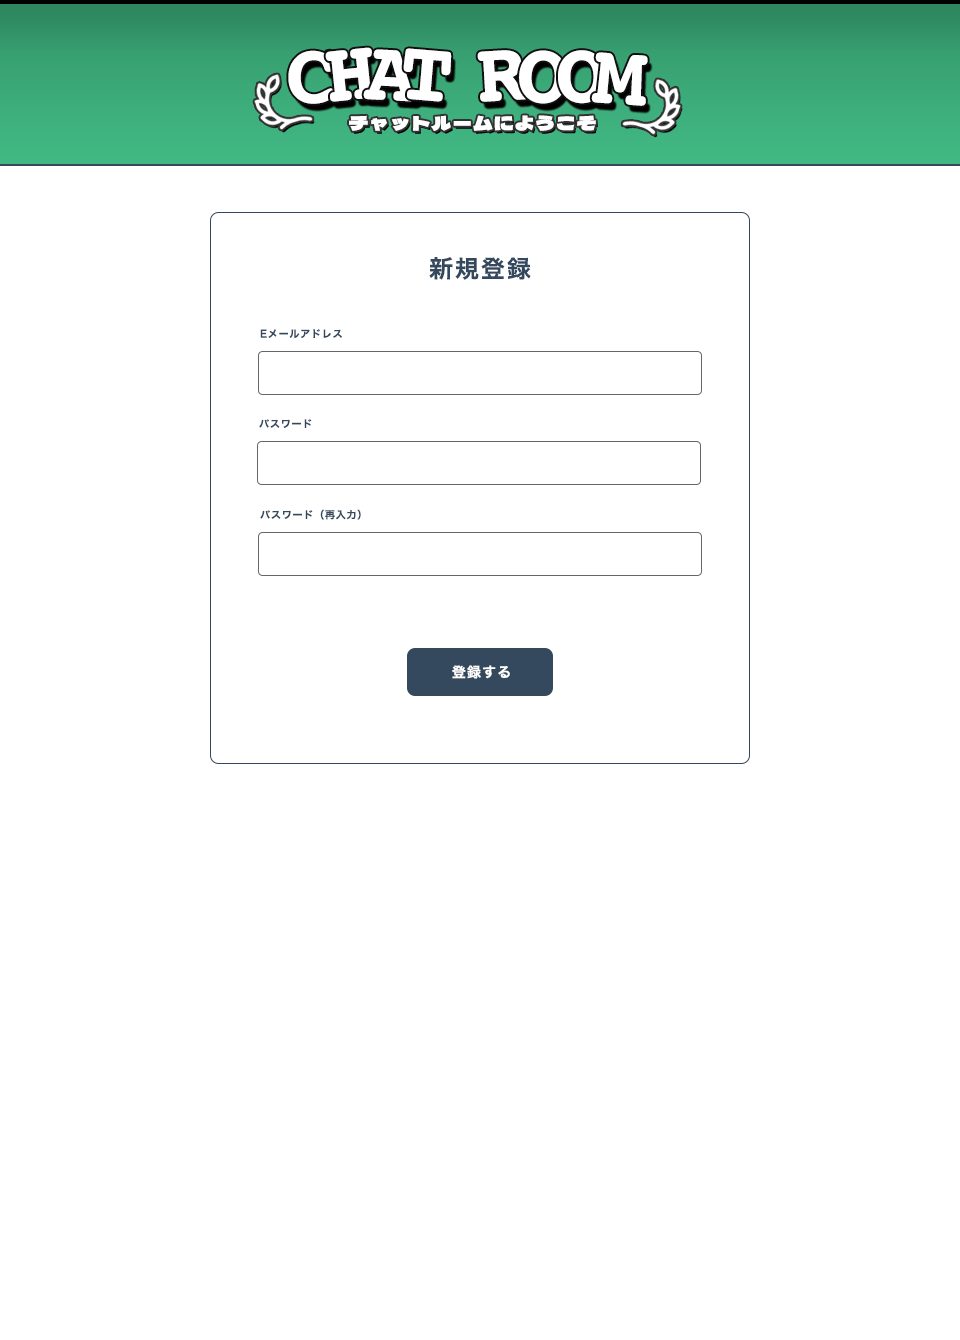 CHAT ROOM
チャットルームにようこそ
新規登録
Eメールアドレス
パスワード
パスワード（再入力）
登録する